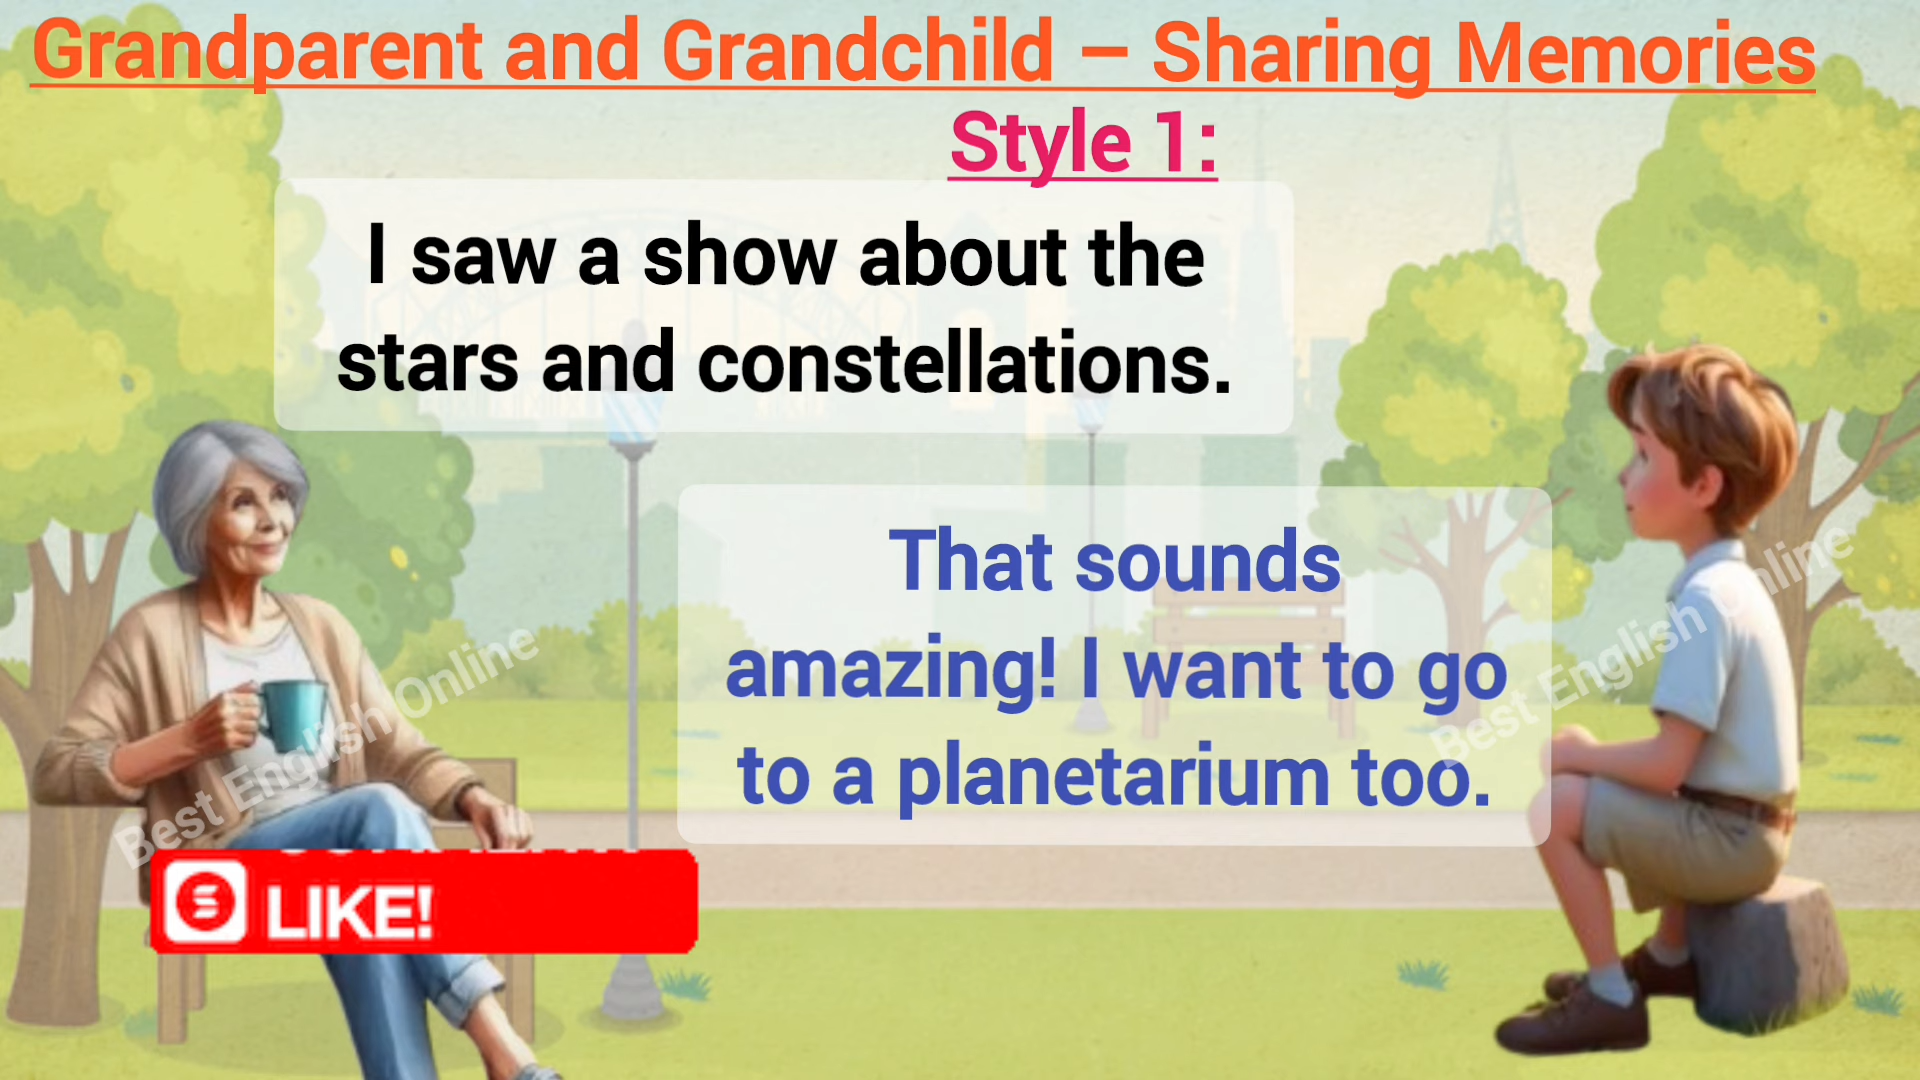 Grandparent and Grandchild – Sharing Memories
Style 1:
I saw a show about the
stars and constellations.
That sounds
amazing! I want to go
to a planetarium too.
Best English Online
Best English Online
LIKE!